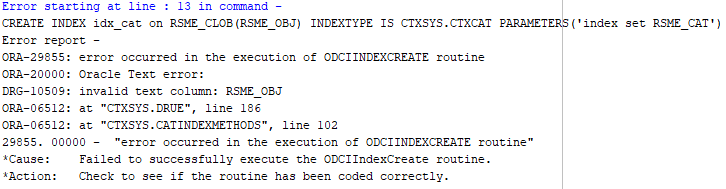 Error starting at line : 13 in command -
CREATE INDEX idx_cat on RSME_CLOB(RSME_OBJ) INDEXTYPE IS CTXSYS.CTXCAT PARAMETERS('index set RSME_CAT')
Error report -
ORA-29855: error occurred in the execution of ODCIINDEXCREATE routine
ORA-20000: Oracle Text error:
DRG-10509: invalid text column: RSME_OBJ
ORA-06512: at "CTXSYS.DRUE", line 186
ORA-06512: at "CTXSYS.CATINDEXMETHODS", line 102
29855. 00000 -  "error occurred in the execution of ODCIINDEXCREATE routine"
*Cause:    Failed to successfully execute the ODCIIndexCreate routine.
*Action:   Check to see if the routine has been coded correctly.